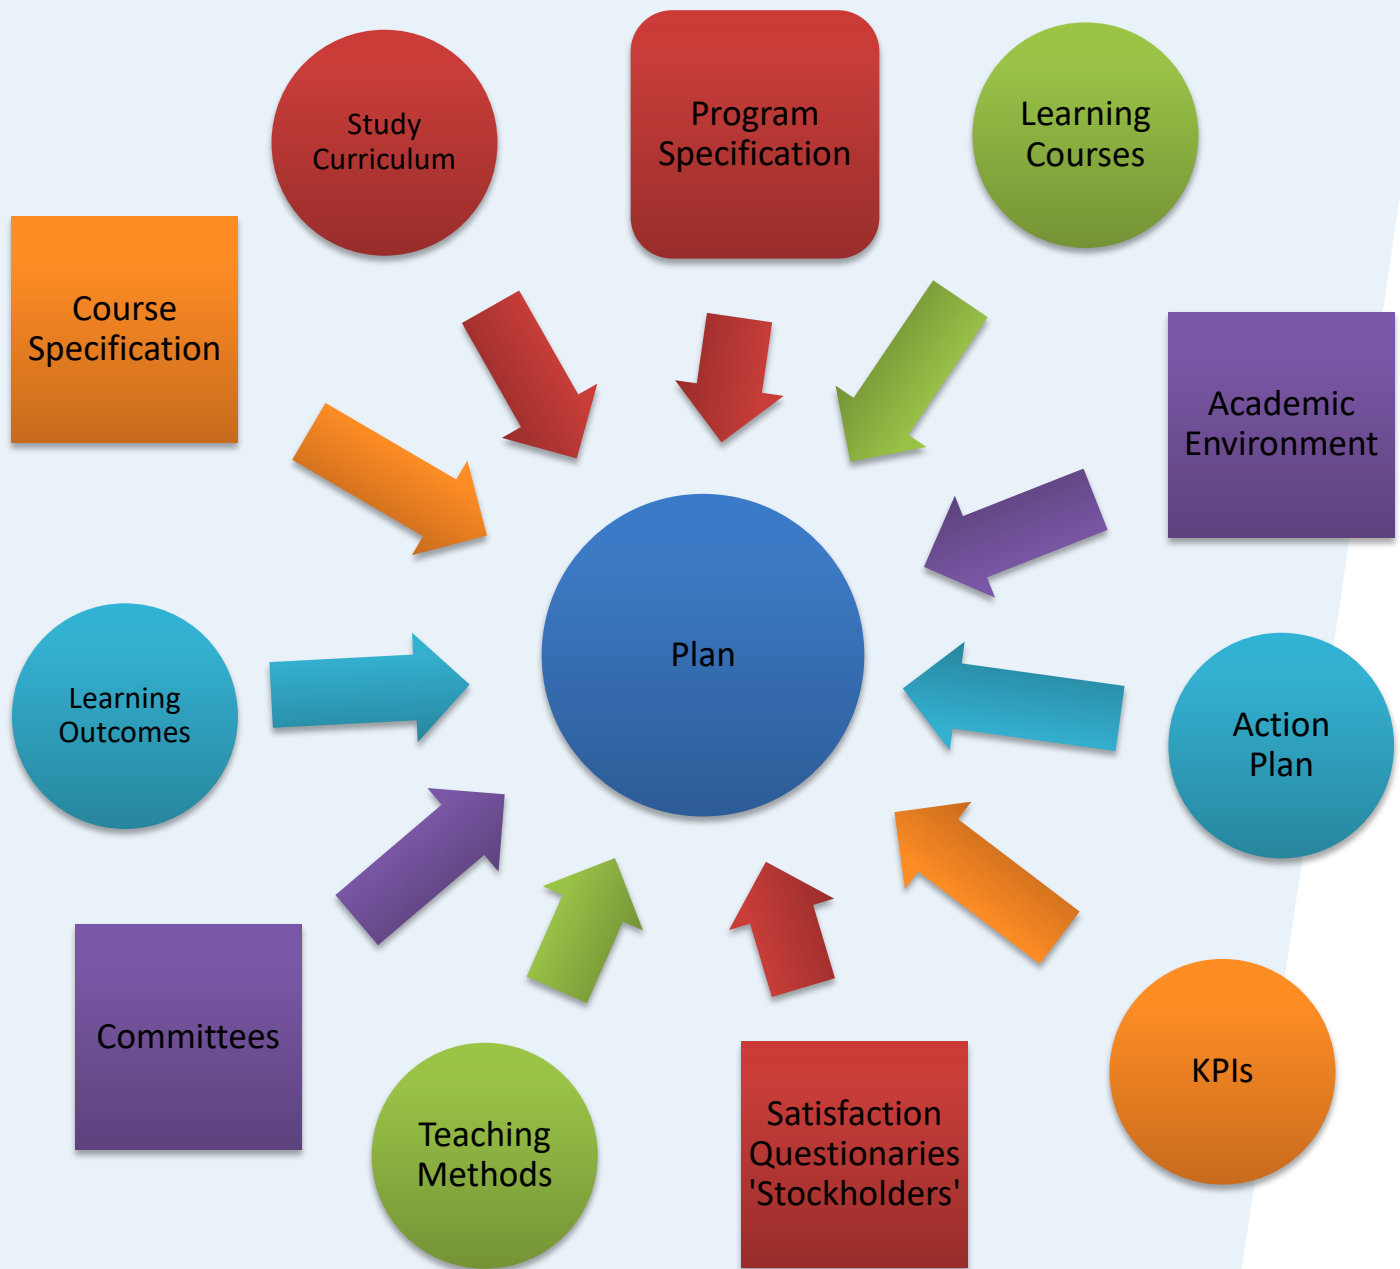 Study
Curriculum
Program
Specification
Learning
Courses
Course
Specification
Academic
Environment
Plan
Learning
Outcomes
Action
Plan
Committees
KPIs
Teaching
Methods
Satisfaction
Questionaries
'Stockholders'